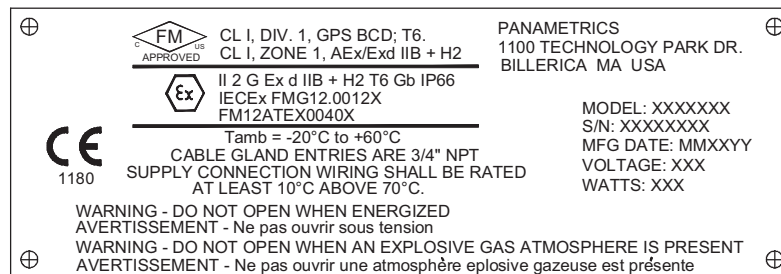 FM
C US
APPROVED
CL I, DIV. 1, GPS BCD; T6.
CL I, ZONE 1, AEx/Exd IIB + H2
Ex
II 2 G Ex d IIB + H2 T6 Gb IP66
IECEx FMG12.0012X
FM12ATEX0040X
CE
1180
Tamb = -20°C to +60°C
CABLE GLAND ENTRIES ARE 3/4" NPT
SUPPLY CONNECTION WIRING SHALL BE RATED
AT LEAST 10°C ABOVE 70°C.
PANAMETRICS
1100 TECHNOLOGY PARK DR.
BILLERICA MA USA
MODEL: XXXXXXX
S/N: XXXXXXXX
MFG DATE: MMXXYY
VOLTAGE: XXX
WATTS: XXX
WARNING - DO NOT OPEN WHEN ENERGIZED
AVERTISSEMENT - Ne pas ouvrir sous tension
WARNING - DO NOT OPEN WHEN AN EXPLOSIVE GAS ATMOSPHERE IS PRESENT
AVERTISSEMENT - Ne pas ouvrir une atmosphère eplosive gazeuse est présente